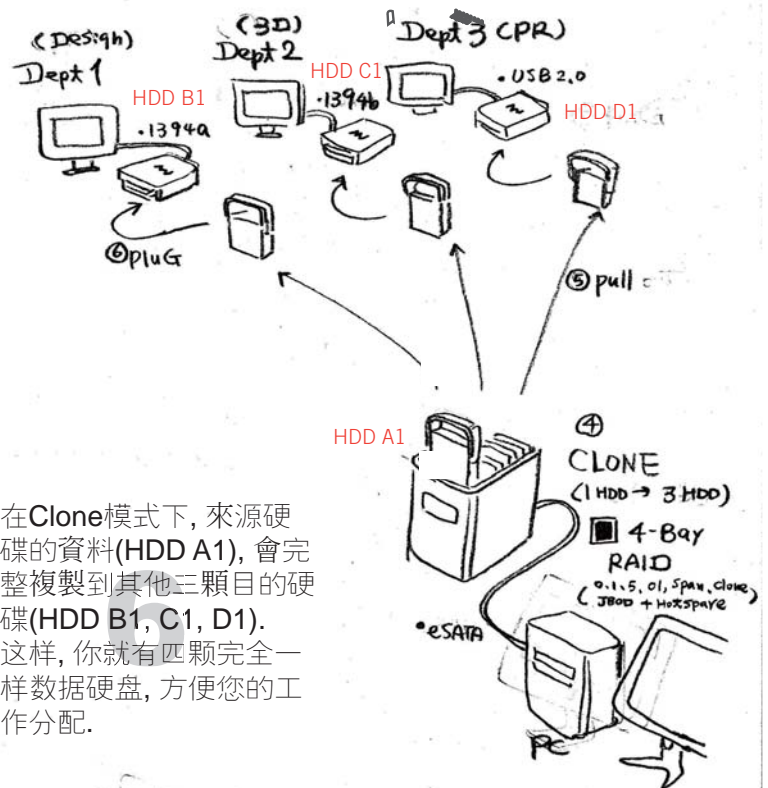 (Design)
Dept 1
(3D)
Dept 2
Dept 3 (PR)
HDD B1
HDD C1
HDD D1
•1394a
•1394b
•USB2.0
⑥pluG
⑤pull
HDD A1
④
CLONE
(1 HDD → 3 HDD)
■ 4-Bay
RAID
(0.1.5, 01, Span, Clone,
JBOD + Hotspare)
•eSATA
PC
在Clone模式下, 來源硬
碟的資料(HDD A1), 會完
整複製到其他三顆目的硬
碟(HDD B1, C1, D1).
这样, 你就有四颗完全一
样数据硬盘, 方便您的工
作分配.
6